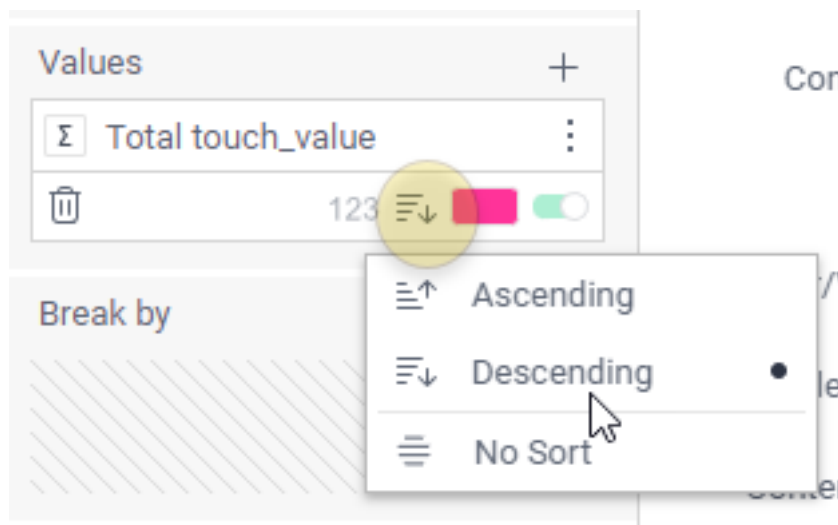 Values
Σ Total touch_value
123
Ascending
Break by
Descending
No Sort